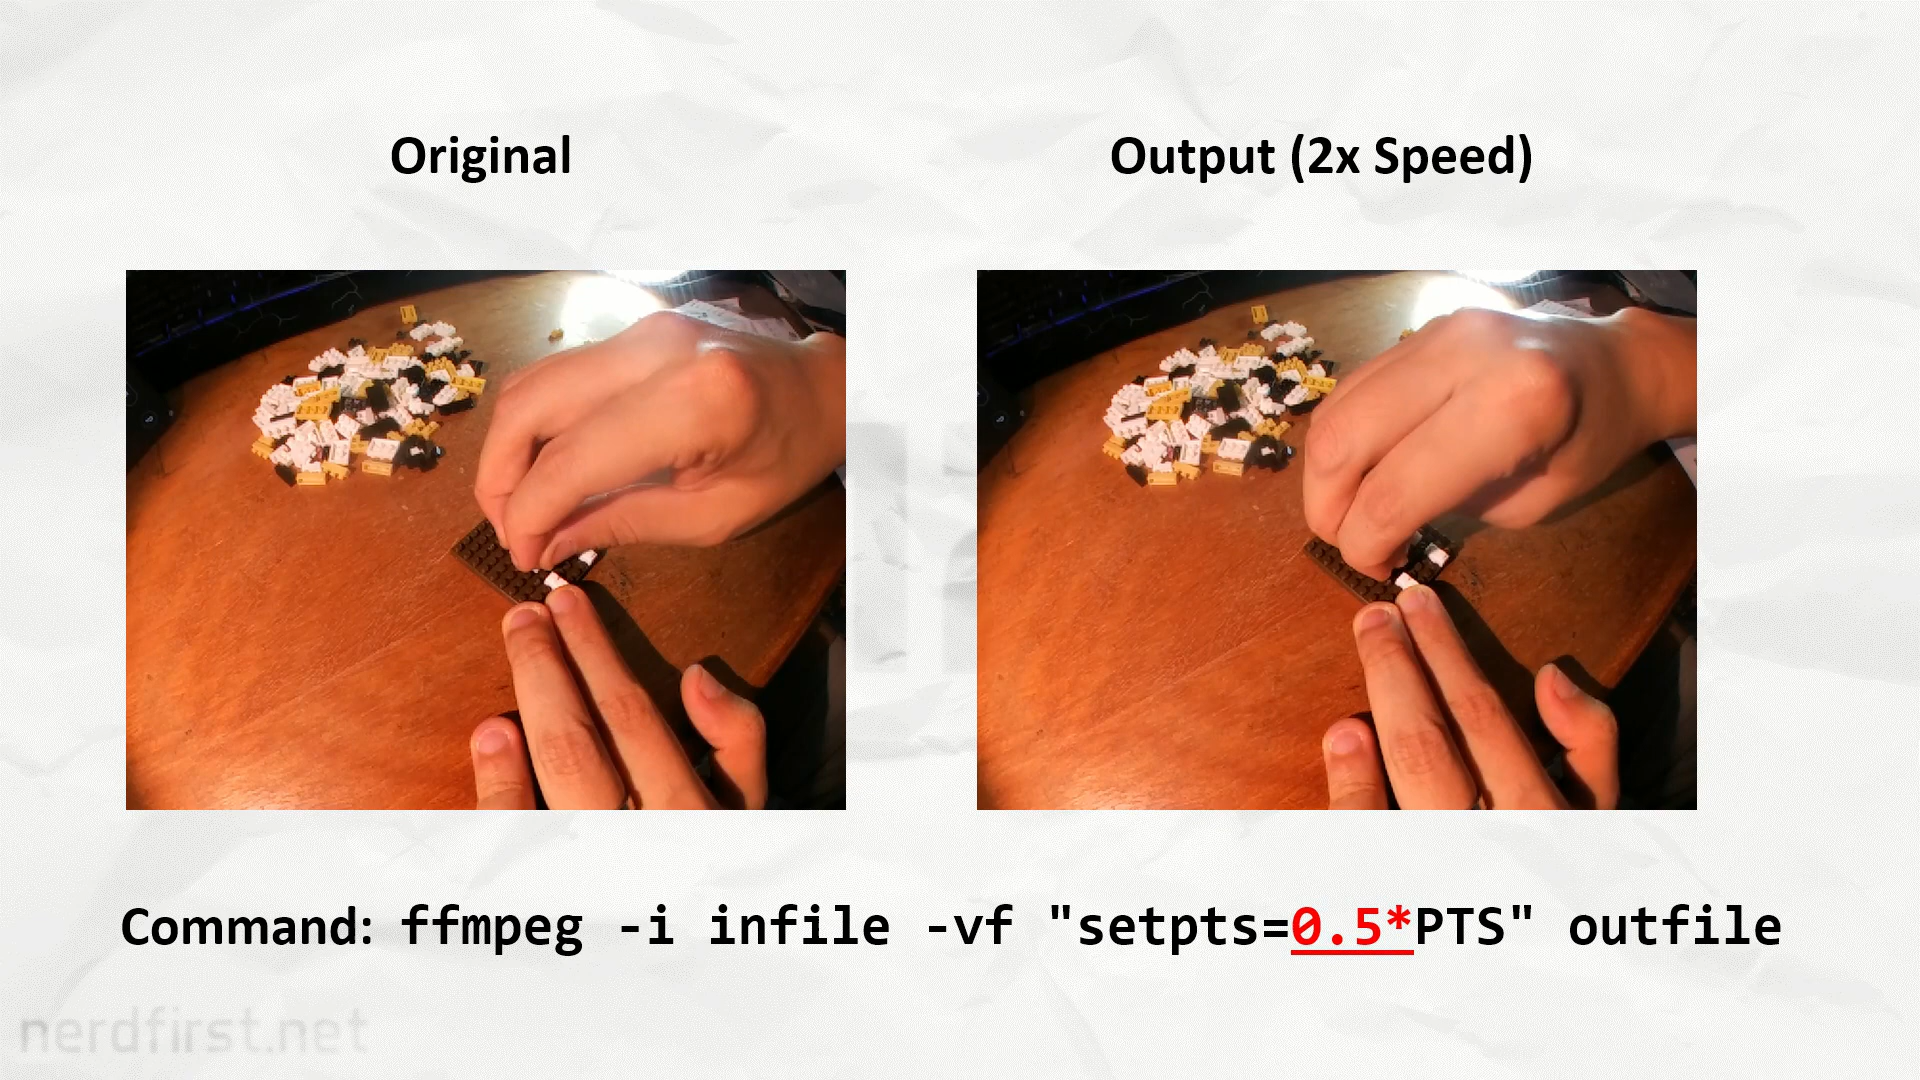 Original
Output (2x Speed)
Command: ffmpeg -i infile -vf "setpts=0.5*PTS" outfile
nerdfirst.net